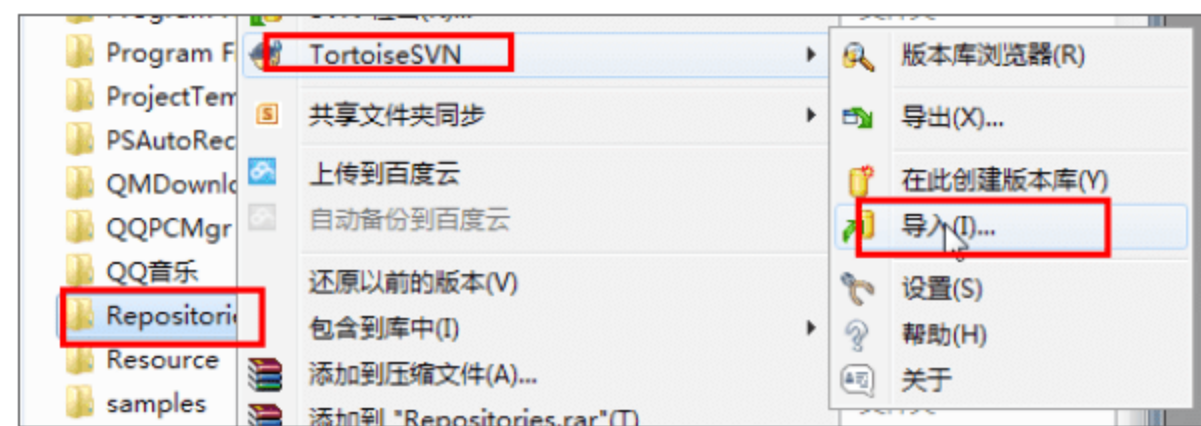 Program F
ProjectTem
PSAutoRec
QMDownlo
QQPCMgr
QQ音乐
Repositorie
Resource
samples
TortoiseSVN
共享文件夹同步
上传到百度云
自动备份到百度云
还原以前的版本(V)
包含到库中(I)
添加到压缩文件(A)...
添加到 "Repositories.rar"(T)
版本库浏览器(R)
导出(X)...
在此创建版本库(Y)
导入(I)...
设置(S)
帮助(H)
关于